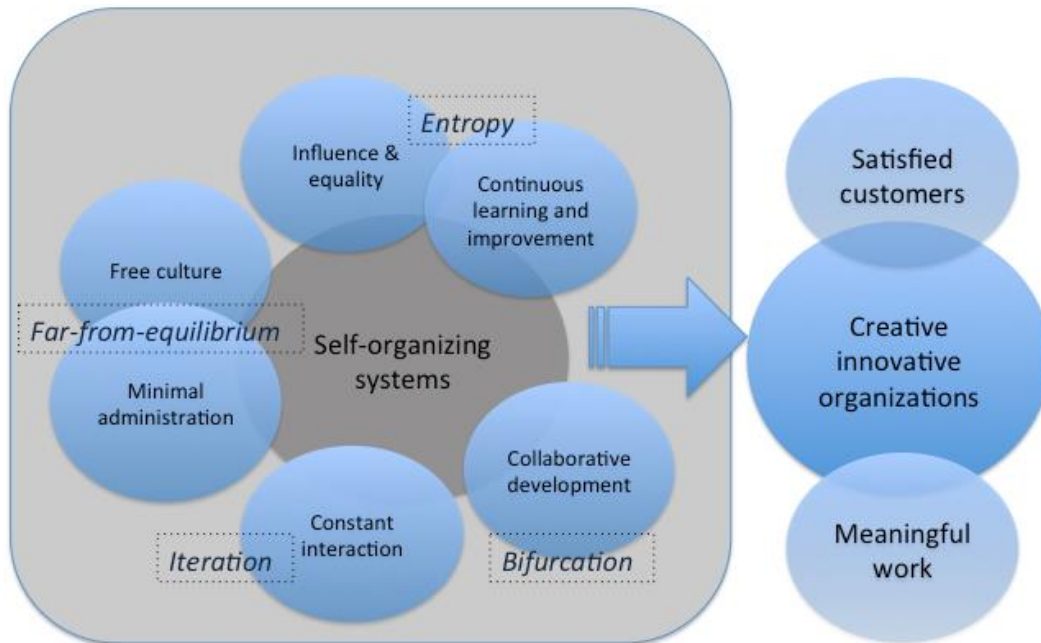 Entropy
Influence &
equality
Continuous
learning and
improvement
Free culture
Far-from-equilibrium
Minimal
administration
Self-organizing
systems
Collaborative
development
Constant
interaction
Iteration
Bifurcation
Satisfied
customers
Creative
innovative
organizations
Meaningful
work